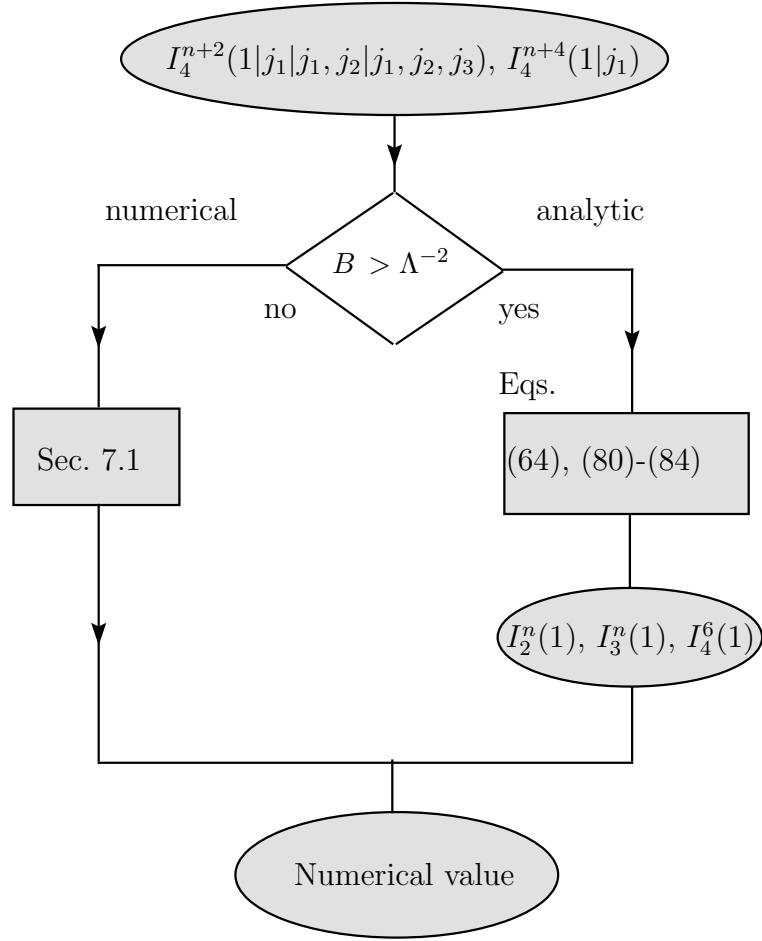 $I_4^{n+2}(1|j_1|j_1, j_2|j_1, j_2, j_3)$, $I_4^{n+4}(1|j_1)$
numerical
analytic
$B > \Lambda^{-2}$
no
yes
Eqs.
Sec. 7.1
(64), (80)-(84)
$I_2^n(1)$, $I_3^n(1)$, $I_4^6(1)$
Numerical value